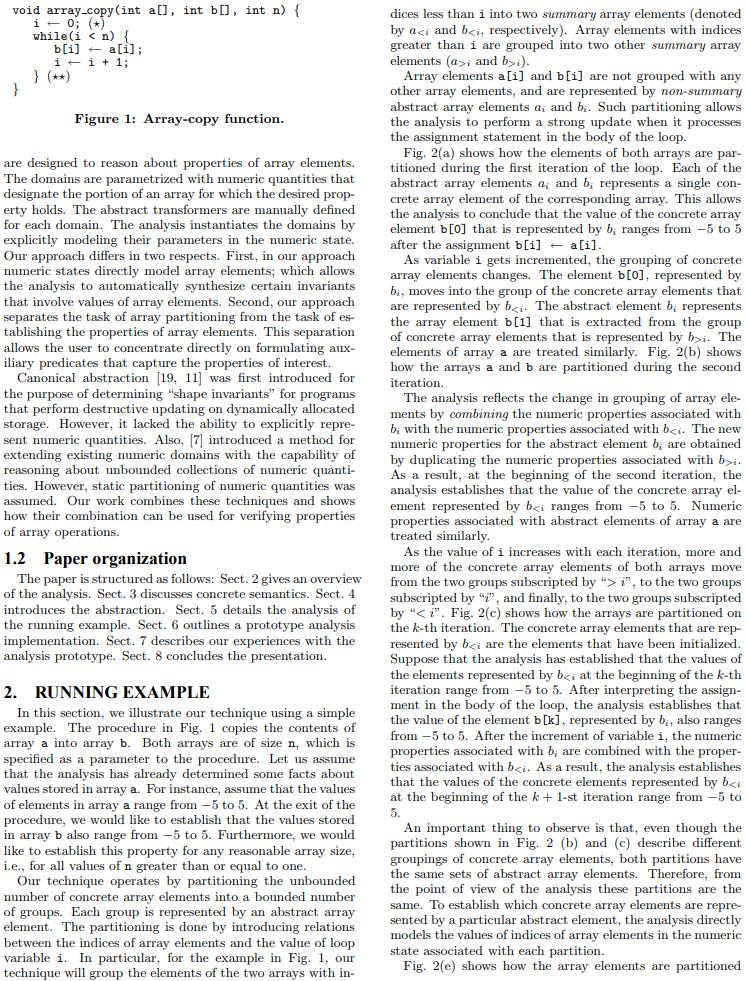 void array_copy(int a[], int b[], int n) {
i ← 0; (*)
while(i < n) {
b[i] ← a[i];
i ← i + 1;
} (**)
}
Figure 1: Array-copy function.
are designed to reason about properties of array elements.
The domains are parametrized with numeric quantities that
designate the portion of an array for which the desired prop-
erty holds. The abstract transformers are manually defined
for each domain. The analysis instantiates the domains by
explicitly modeling their parameters in the numeric state.
Our approach differs in two respects. First, in our approach
numeric states directly model array elements; which allows
the analysis to automatically synthesize certain invariants
that involve values of array elements. Second, our approach
separates the task of array partitioning from the task of es-
tablishing the properties of array elements. This separation
allows the user to concentrate directly on formulating aux-
iliary predicates that capture the properties of interest.
Canonical abstraction [19, 11] was first introduced for
the purpose of determining “shape invariants” for programs
that perform destructive updating on dynamically allocated
storage. However, it lacked the ability to explicitly repre-
sent numeric quantities. Also, [7] introduced a method for
extending existing numeric domains with the capability of
reasoning about unbounded collections of numeric quanti-
ties. However, static partitioning of numeric quantities was
assumed. Our work combines these techniques and shows
how their combination can be used for verifying properties
of array operations.
1.2 Paper organization
The paper is structured as follows: Sect. 2 gives an overview
of the analysis. Sect. 3 discusses concrete semantics. Sect. 4
introduces the abstraction. Sect. 5 details the analysis of
the running example. Sect. 6 outlines a prototype analysis
implementation. Sect. 7 describes our experiences with the
analysis prototype. Sect. 8 concludes the presentation.
2. RUNNING EXAMPLE
In this section, we illustrate our technique using a simple
example. The procedure in Fig. 1 copies the contents of
array a into array b. Both arrays are of size n, which is
specified as a parameter to the procedure. Let us assume
that the analysis has already determined some facts about
values stored in array a. For instance, assume that the values
of elements in array a range from −5 to 5. At the exit of the
procedure, we would like to establish that the values stored
in array b also range from −5 to 5. Furthermore, we would
like to establish this property for any reasonable array size,
i.e., for all values of n greater than or equal to one.
Our technique operates by partitioning the unbounded
number of concrete array elements into a bounded number
of groups. Each group is represented by an abstract array
element. The partitioning is done by introducing relations
between the indices of array elements and the value of loop
variable i. In particular, for the example in Fig. 1, our
technique will group the elements of the two arrays with in-
dices less than i into two summary array elements (denoted
by a<i and b<i, respectively). Array elements with indices
greater than i are grouped into two other summary array
elements (a>i and b>i).
Array elements a[i] and b[i] are not grouped with any
other array elements, and are represented by non-summary
abstract array elements ai and bi. Such partitioning allows
the analysis to perform a strong update when it processes
the assignment statement in the body of the loop.
Fig. 2(a) shows how the elements of both arrays are par-
titioned during the first iteration of the loop. Each of the
abstract array elements ai and bi represents a single con-
crete array element of the corresponding array. This allows
the analysis to conclude that the value of the concrete array
element b[0] that is represented by bi ranges from −5 to 5
after the assignment b[i] ← a[i].
As variable i gets incremented, the grouping of concrete
array elements changes. The element b[0], represented by
bi, moves into the group of the concrete array elements that
are represented by b<i. The abstract element bi represents
the array element b[1] that is extracted from the group
of concrete array elements that is represented by b>i. The
elements of array a are treated similarly. Fig. 2(b) shows
how the arrays a and b are partitioned during the second
iteration.
The analysis reflects the change in grouping of array ele-
ments by combining the numeric properties associated with
bi with the numeric properties associated with b<i. The new
numeric properties for the abstract element bi are obtained
by duplicating the numeric properties associated with b>i.
As a result, at the beginning of the second iteration, the
analysis establishes that the value of the concrete array el-
ement represented by b<i ranges from −5 to 5. Numeric
properties associated with abstract elements of array a are
treated similarly.
As the value of i increases with each iteration, more and
more of the concrete array elements of both arrays move
from the two groups subscripted by “> i”, to the two groups
subscripted by “i”, and finally, to the two groups subscripted
by “< i”. Fig. 2(c) shows how the arrays are partitioned on
the k-th iteration. The concrete array elements that are rep-
resented by b<i are the elements that have been initialized.
Suppose that the analysis has established that the values of
the elements represented by b<i at the beginning of the k-th
iteration range from −5 to 5. After interpreting the assign-
ment in the body of the loop, the analysis establishes that
the value of the element b[k], represented by bi, also ranges
from −5 to 5. After the increment of variable i, the numeric
properties associated with bi are combined with the proper-
ties associated with b<i. As a result, the analysis establishes
that the values of the concrete elements represented by b<i
at the beginning of the k + 1-st iteration range from −5 to
5.
An important thing to observe is that, even though the
partitions shown in Fig. 2 (b) and (c) describe different
groupings of concrete array elements, both partitions have
the same sets of abstract array elements. Therefore, from
the point of view of the analysis these partitions are the
same. To establish which concrete array elements are repre-
sented by a particular abstract element, the analysis directly
models the values of indices of array elements in the numeric
state associated with each partition.
Fig. 2(e) shows how the array elements are partitioned